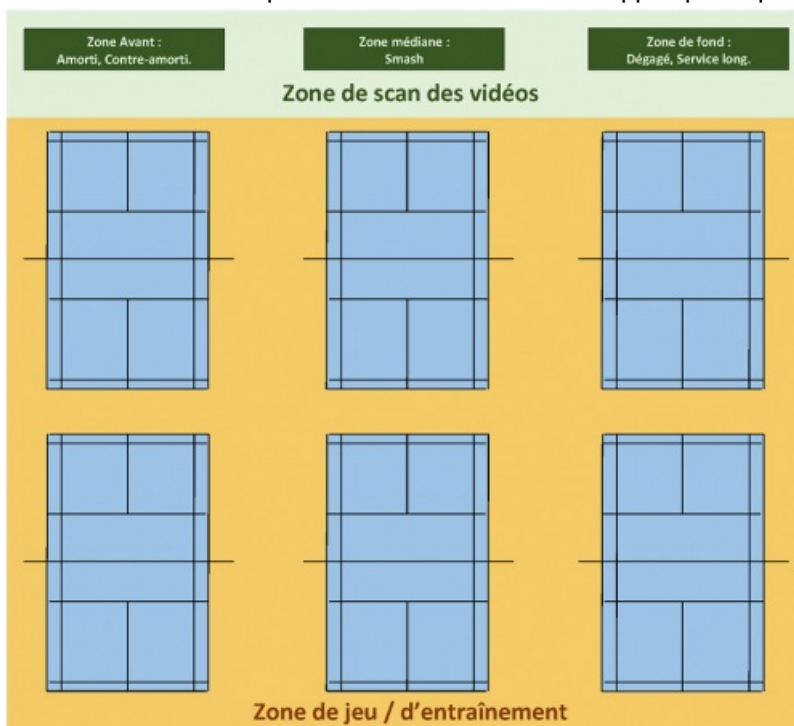 Zone Avant :
Amorti, Contre-amorti.
Zone médiane :
Smash
Zone de fond :
Dégagé, Service long.
Zone de scan des vidéos
Zone de jeu / d’entraînement